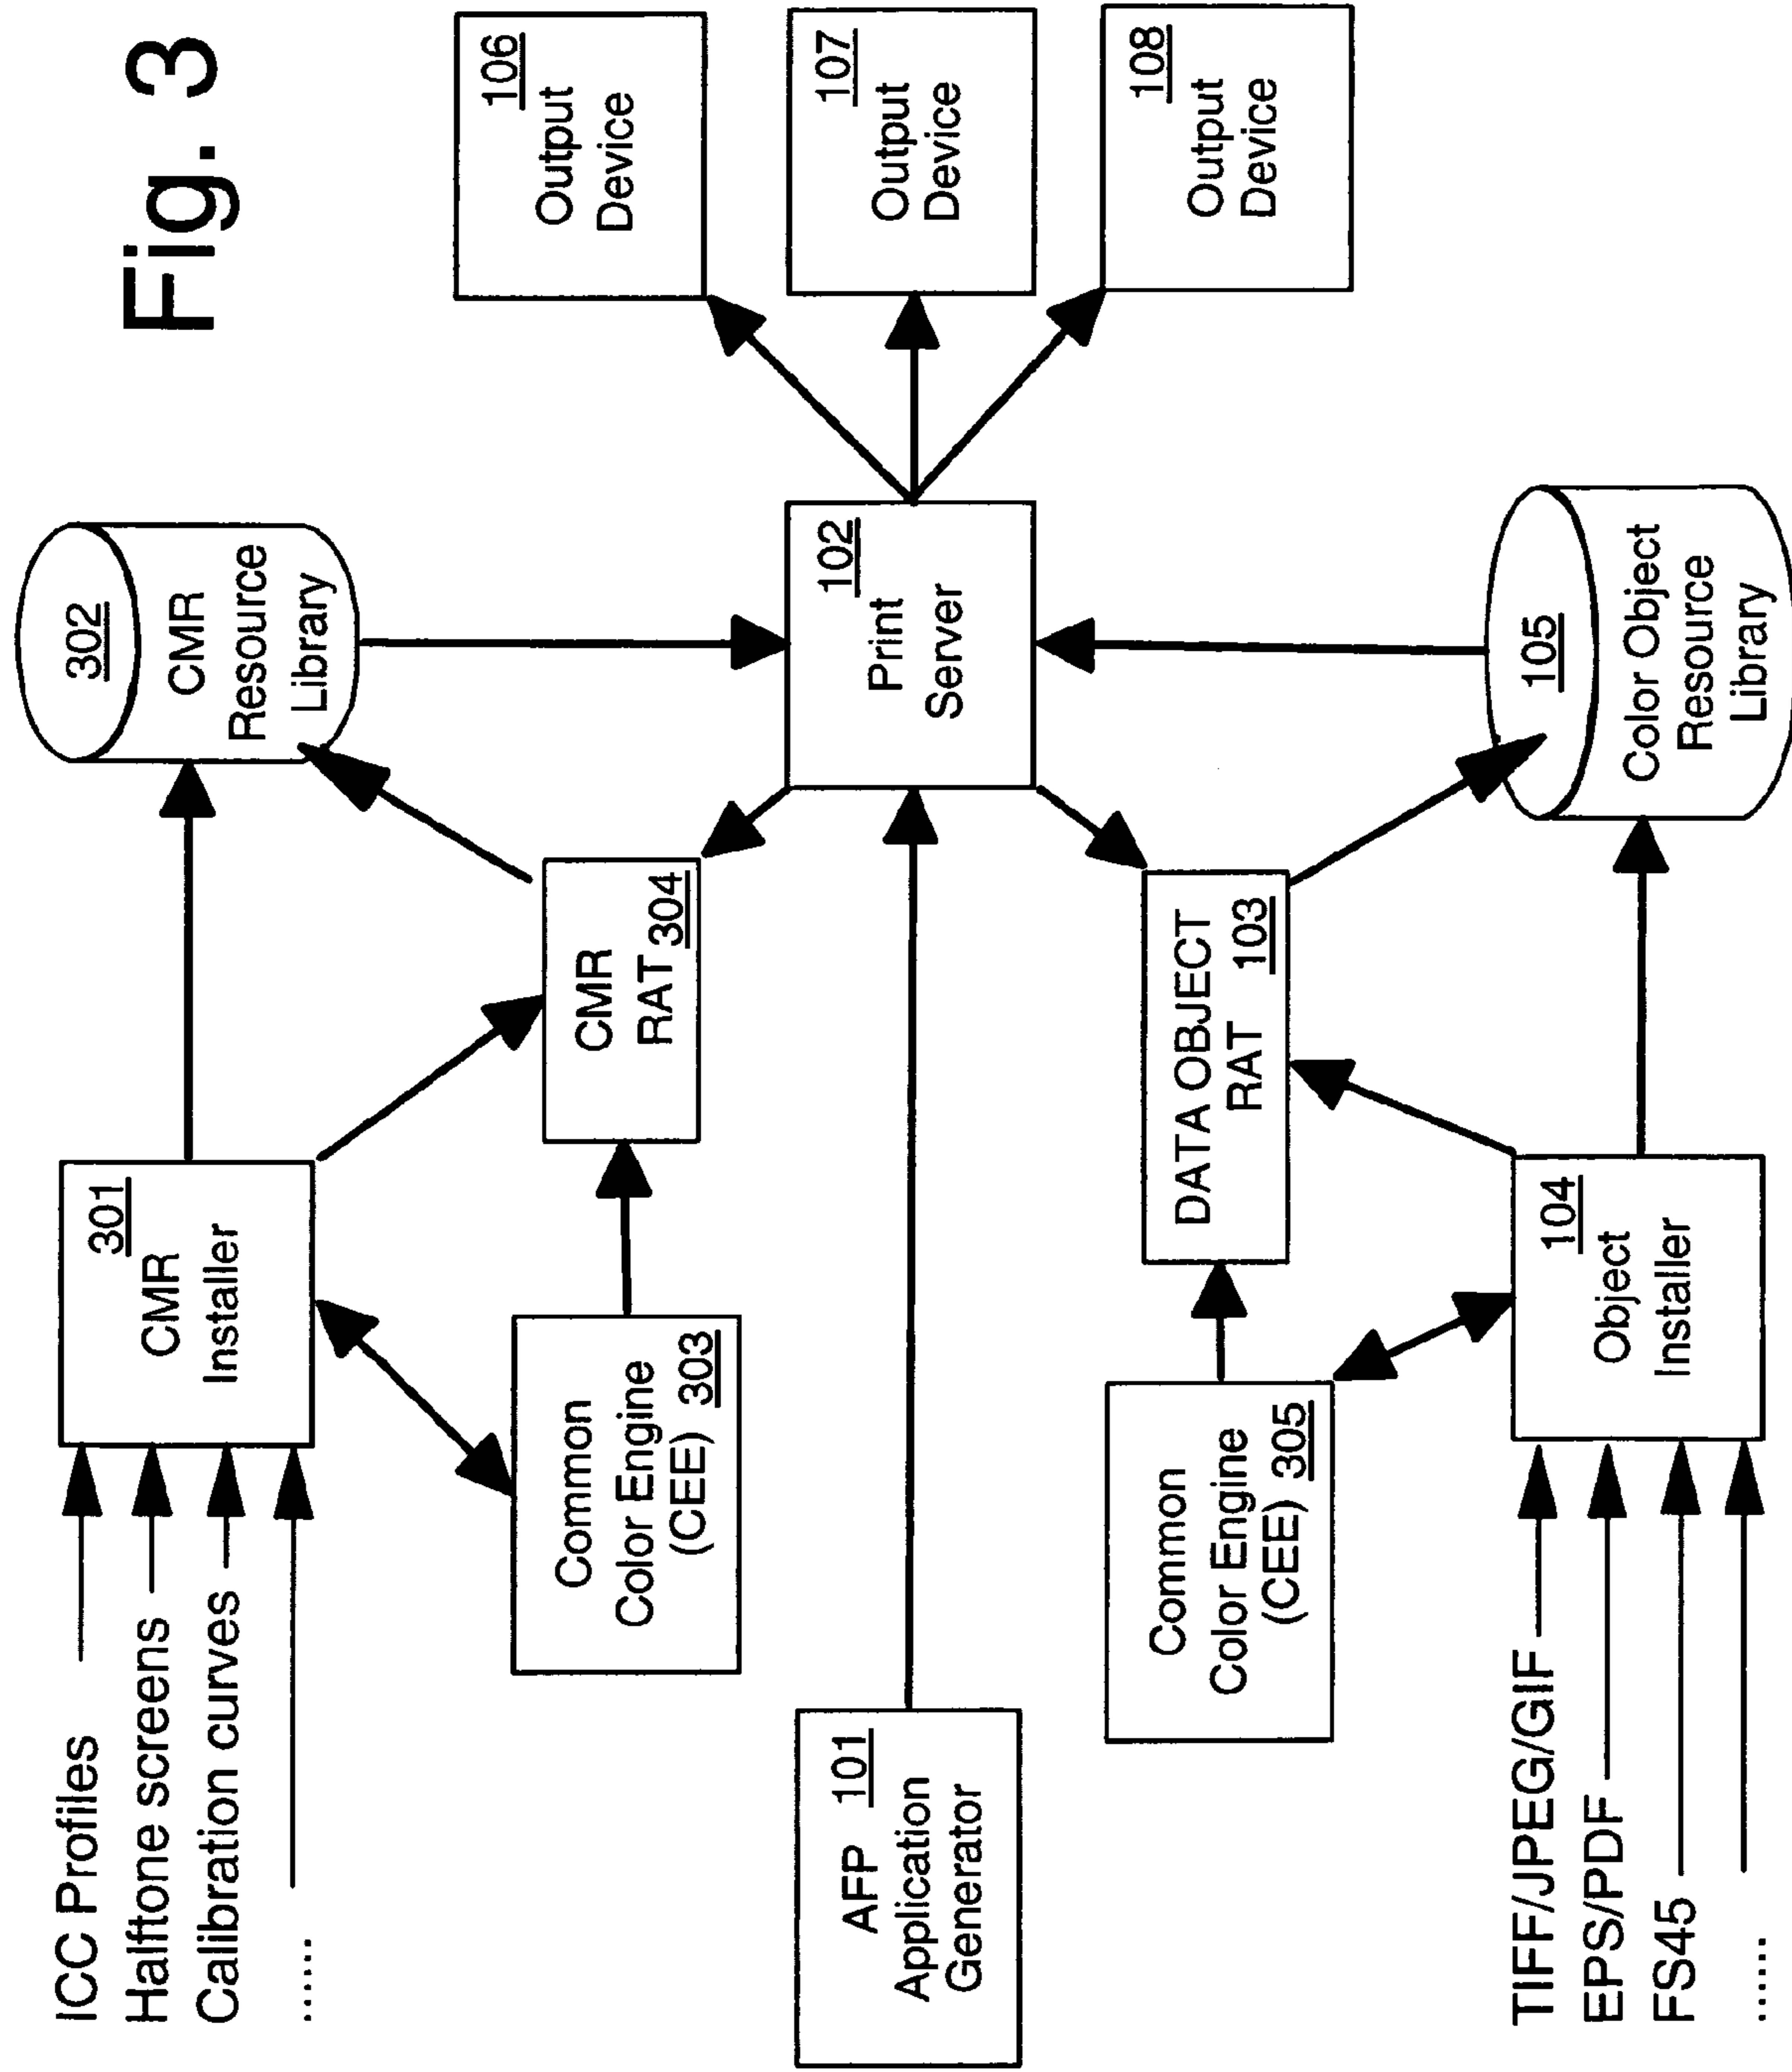 Fig. 3
ICC Profiles
Halftone screens
Calibration curves
......
301
CMR
Installer
302
CMR
Resource
Library
Common
Color Engine
(CEE) 303
CMR
RAT 304
AFP 101
Application
Generator
102
Print
Server
106
Output
Device
107
Output
Device
108
Output
Device
Common
Color Engine
(CEE) 305
DATA OBJECT
RAT 103
TIFF/JPEG/GIF
EPS/PDF
FS45
......
104
Object
Installer
105
Color Object
Resource
Library